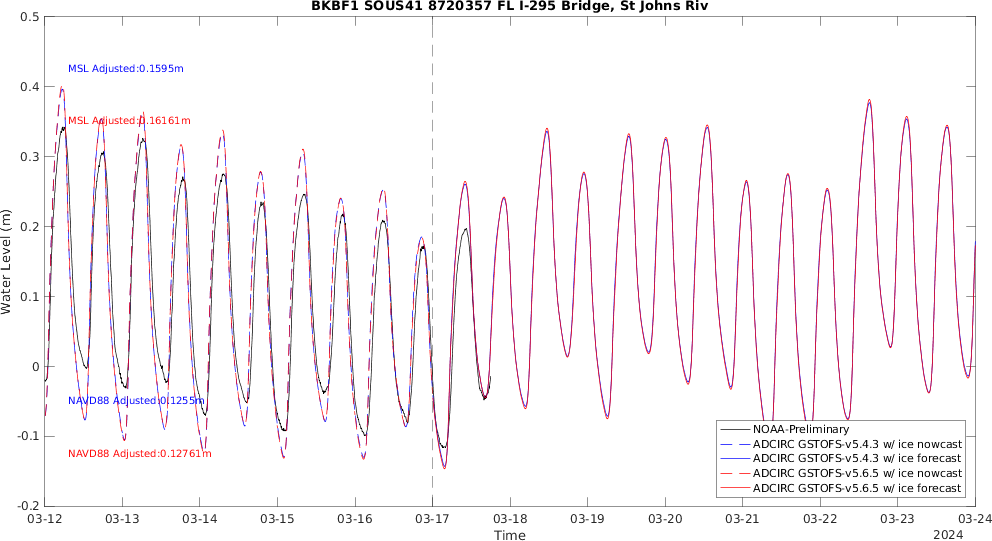 BKBF1 SOUS41 8720357 FL I-295 Bridge, St Johns Riv
0.5
0.4
0.3
0.2
0.1
0
-0.1
-0.2
Water Level (m)
MSL Adjusted:0.1595m
MSL Adjusted:0.16161m
NAVD88 Adjusted:0.1255m
NAVD88 Adjusted:0.12761m
NOAA-Preliminary
ADCIRC GSTOFS-v5.4.3 w/ ice nowcast
ADCIRC GSTOFS-v5.4.3 w/ ice forecast
ADCIRC GSTOFS-v5.6.5 w/ ice nowcast
ADCIRC GSTOFS-v5.6.5 w/ ice forecast
03-12 03-13 03-14 03-15 03-16 03-17 03-18 03-19 03-20 03-21 03-22 03-23 03-24
Time
2024